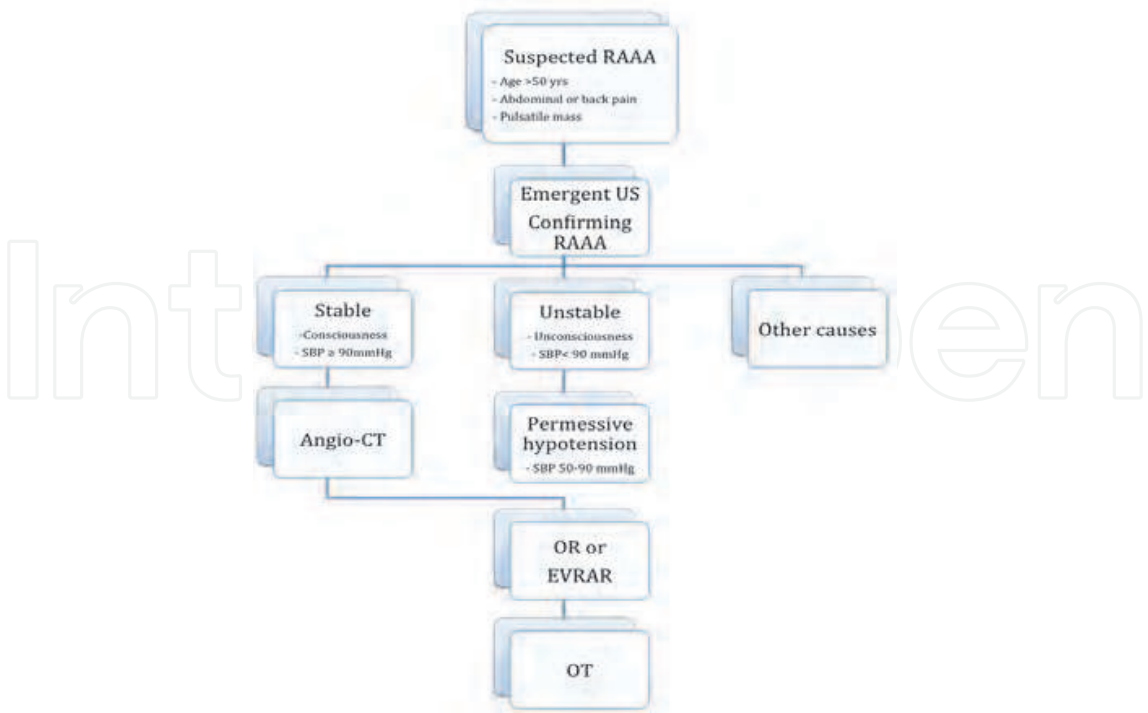 Suspected RAAA
- Age >50 yrs
- Abdominal or back pain
- Pulsatile mass
Emergent US
Confirming
RAAA
Stable
-Consciousness
- SBP ≥ 90mmHg
Unstable
- Unconsciousness
- SBP< 90 mmHg
Other causes
Angio-CT
Permessive
hypotension
- SBP 50-90 mmHg
OR or
EVRAR
OT